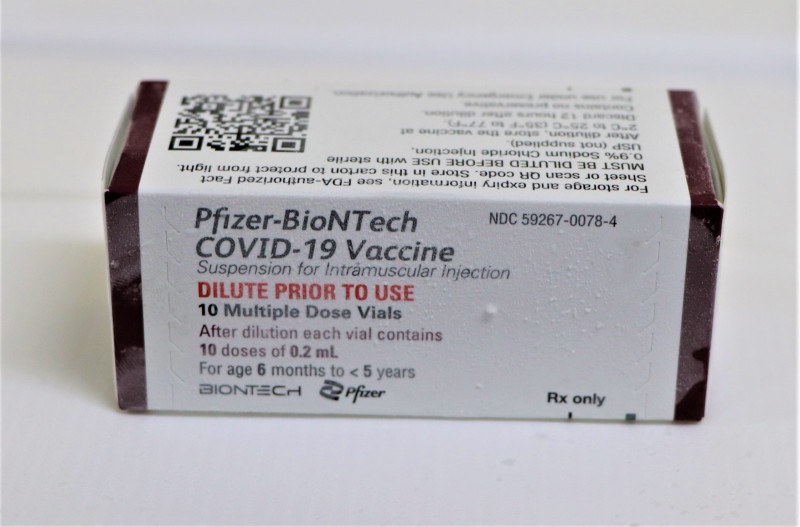 Pfizer-BioNTech
COVID-19 Vaccine
Suspension for Intramuscular Injection
DILUTE PRIOR TO USE
10 Multiple Dose Vials
After dilution each vial contains
10 doses of 0.2 mL
For age 6 months to < 5 years
BIONTECH Pfizer
NDC 59267-0078-4
Rx only
For storage and expiry information, see FDA-authorized Fact
Sheet or scan QR code. Store in this carton to protect from light.
MUST BE DILUTED BEFORE USE with sterile
0.9% Sodium Chloride Injection,
USP (not supplied).
After dilution, store the vaccine at
2°C to 25°C (35°F to 77°F).
Discard 12 hours after dilution.
Contains no preservative.
For use under Emergency Use Authorization.